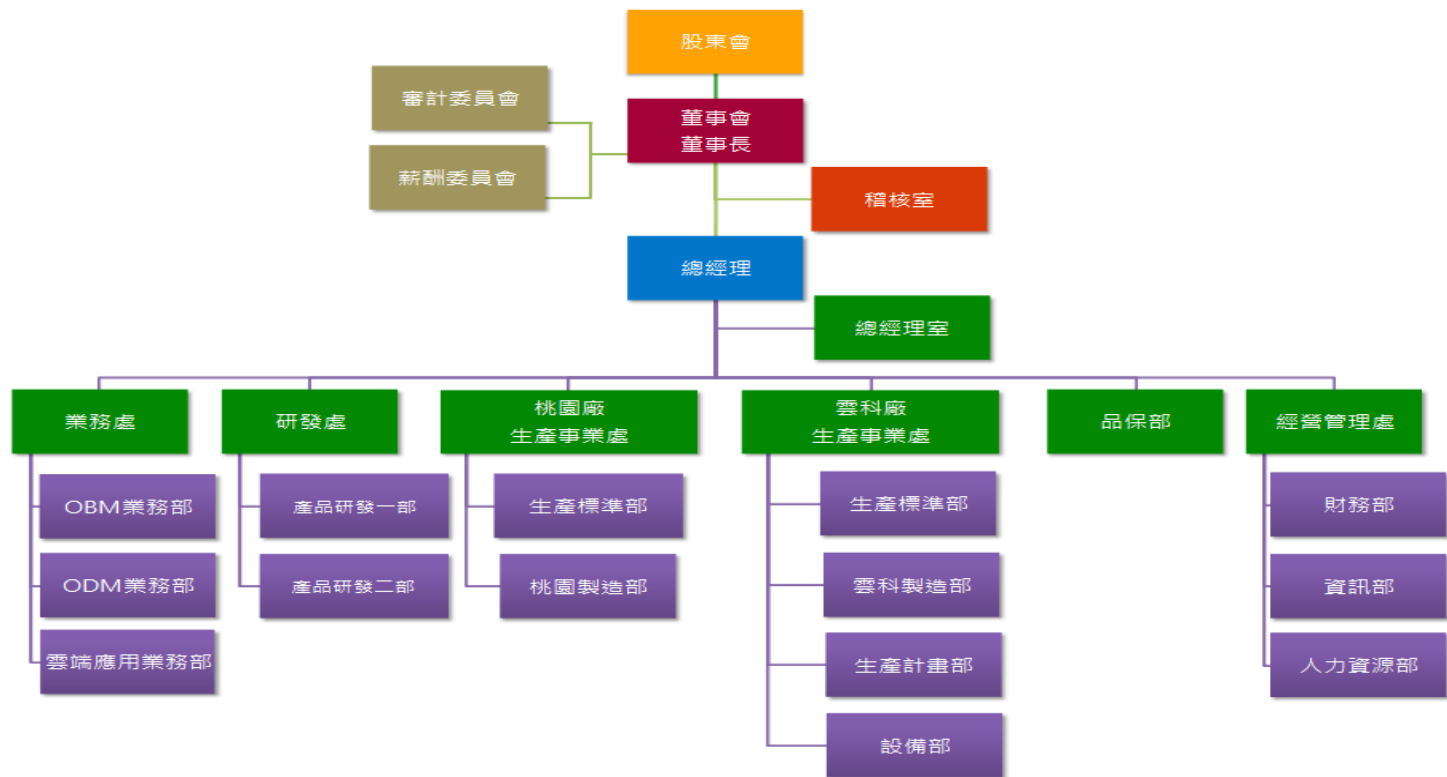 股東會
審計委員會
董事會
董事長
薪酬委員會
稽核室
總經理
總經理室
業務處
研發處
桃園廠
生產事業處
雲科廠
生產事業處
品保部
經營管理處
OBM業務部
ODM業務部
雲端應用業務部
產品研發一部
產品研發二部
生產標準部
桃園製造部
生產標準部
雲科製造部
生產計畫部
設備部
財務部
資訊部
人力資源部